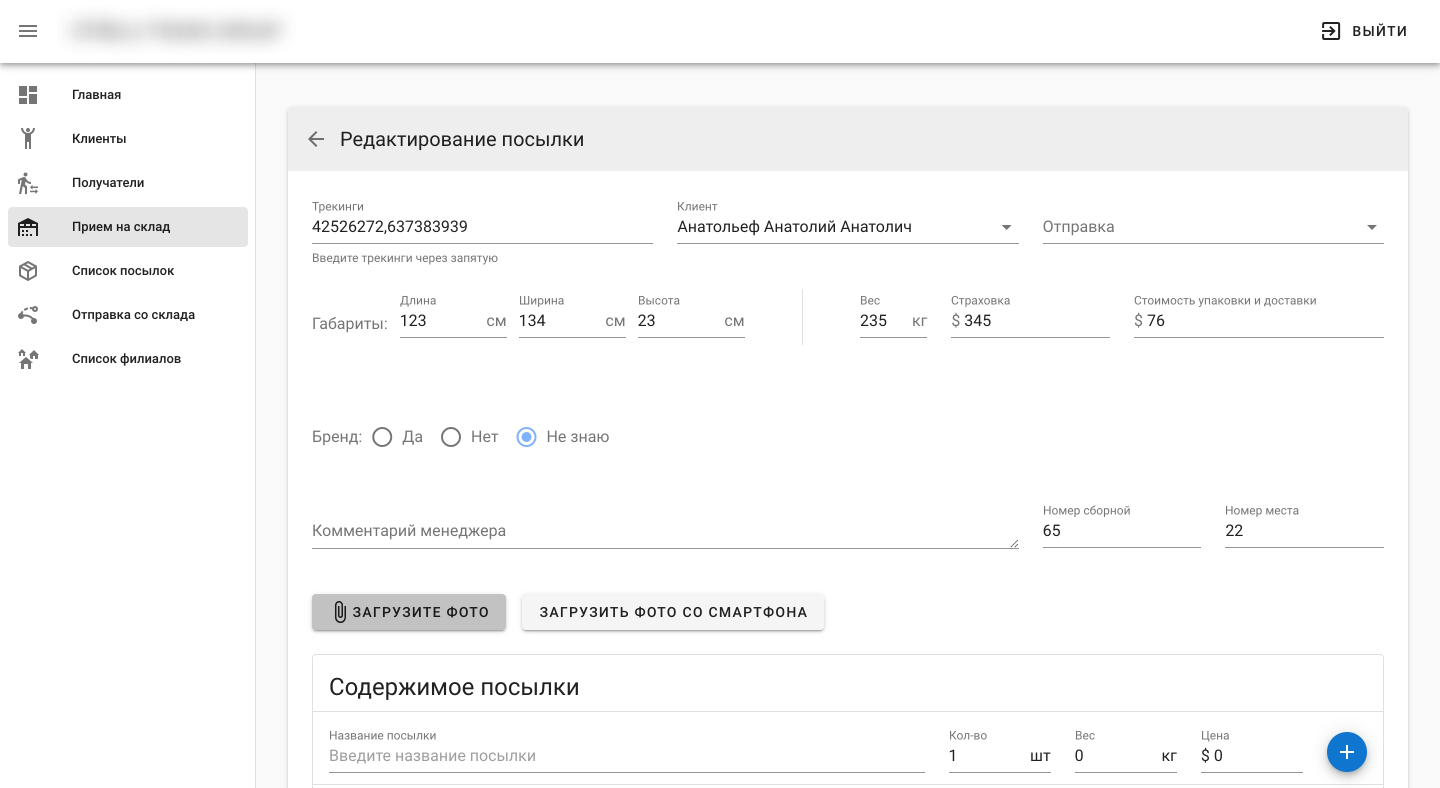 ВЫЙТИ
Главная
Клиенты
Получатели
Прием на склад
Список посылок
Отправка со склада
Список филиалов
Редактирование посылки
Трекинги
42526272,637383939
Введите трекинги через запятую
Клиент
Анатольеф Анатолий Анатолич
Отправка
Габариты:
Длина
123 см
Ширина
134 см
Высота
23 см
Вес
235 кг
Страховка
$ 345
Стоимость упаковки и доставки
$ 76
Бренд: Да Нет Не знаю
Комментарий менеджера
Номер сборной
65
Номер места
22
ЗАГРУЗИТЕ ФОТО
ЗАГРУЗИТЬ ФОТО СО СМАРТФОНА
Содержимое посылки
Название посылки
Введите название посылки
Кол-во
1 шт
Вес
0 кг
Цена
$ 0